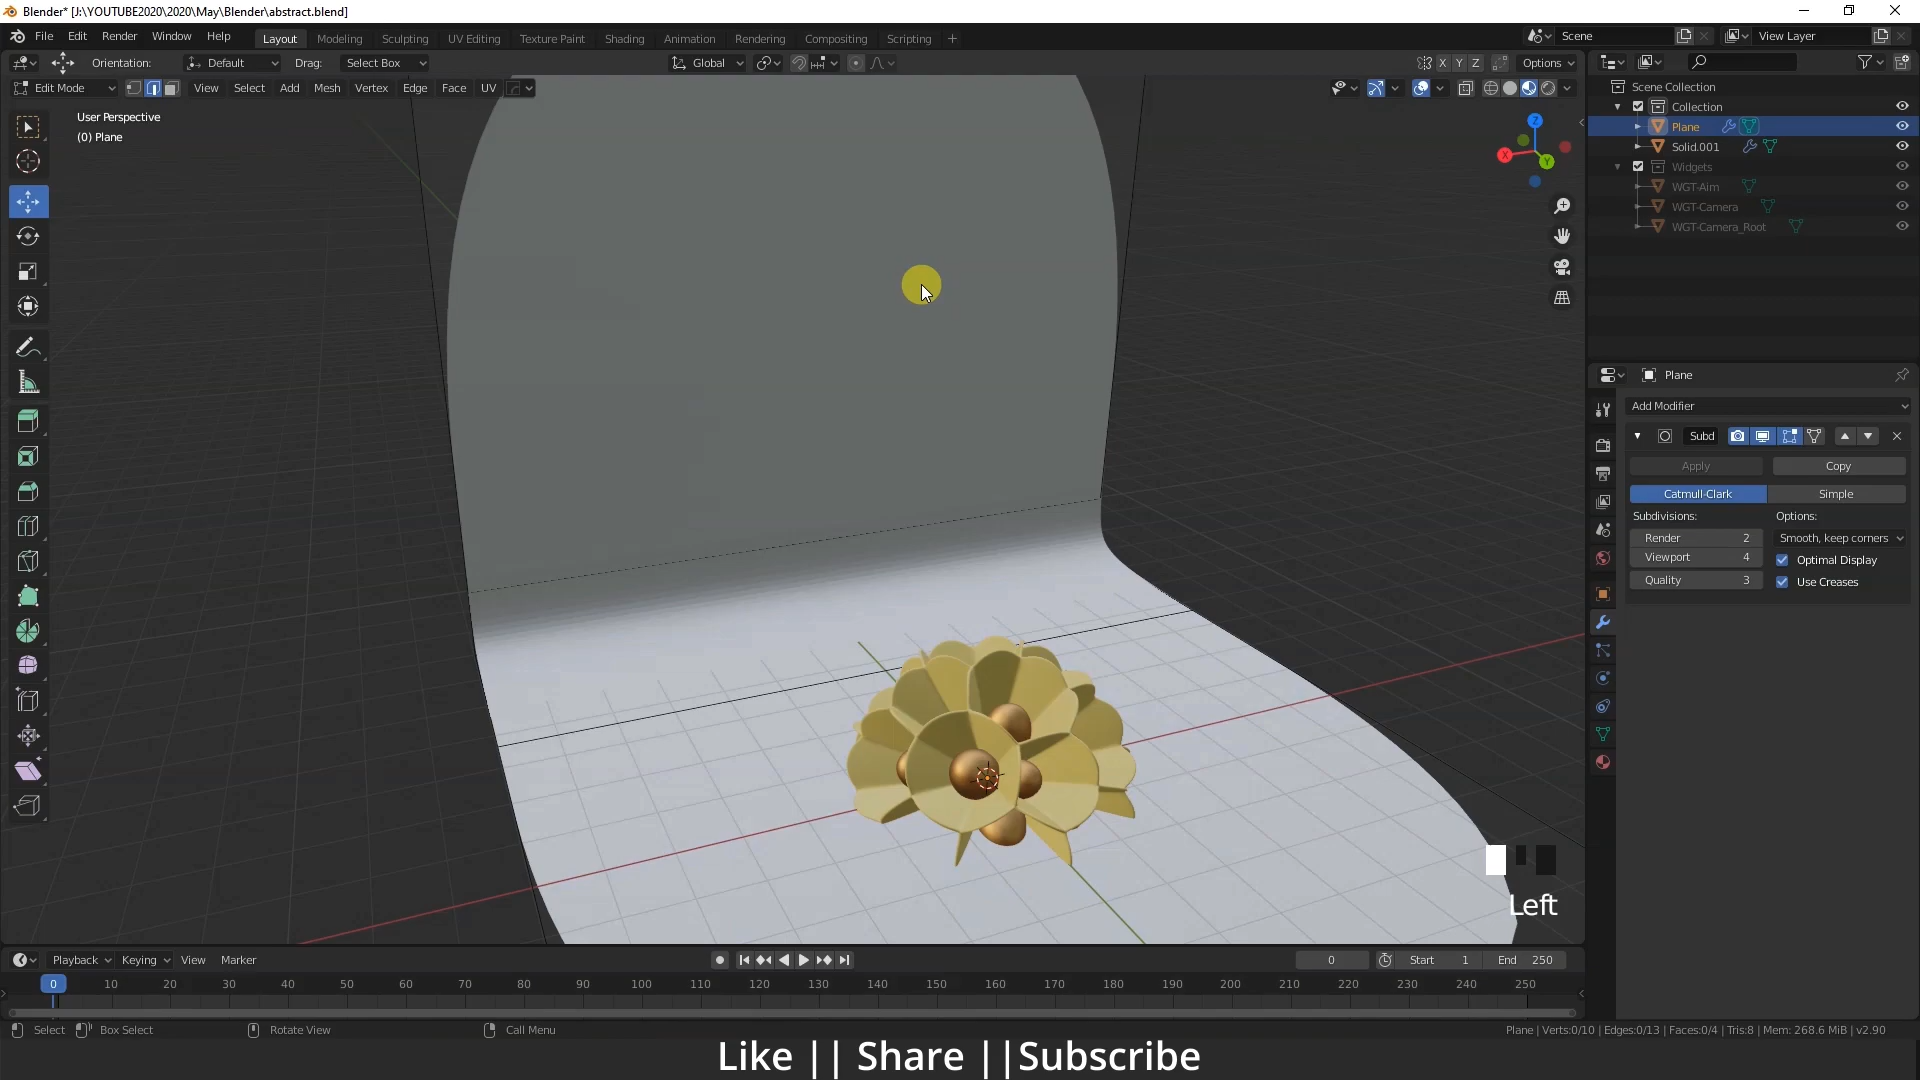 Blender* [J:\YOUTUBE2020\2020\May\Blender\abstract.blend]
File Edit Render Window Help Layout Modeling Sculpting UV Editing Texture Paint Shading Animation Rendering Compositing Scripting + Scene View Layer
Orientation: Default Drag: Select Box Global X Y Z Options
Edit Mode View Select Add Mesh Vertex Edge Face UV
User Perspective
(0) Plane
Z
X
Y
Scene Collection
Collection
Plane
Solid.001
Widgets
WGT-Aim
WGT-Camera
WGT-Camera_Root
Plane
Add Modifier
Subd
Apply Copy
Catmull-Clark Simple
Subdivisions: Options:
Render 2 Smooth, keep corners
Viewport 4 Optimal Display
Quality 3 Use Creases
Left
Playback Keying View Marker 0 Start 1 End 250
0 10 20 30 40 50 60 70 80 90 100 110 120 130 140 150 160 170 180 190 200 210 220 230 240 250
Select Box Select Rotate View Call Menu Plane | Verts:0/10 | Edges:0/13 | Faces:0/4 | Tris:8 | Mem: 268.6 MiB | v2.90
Like || Share ||Subscribe